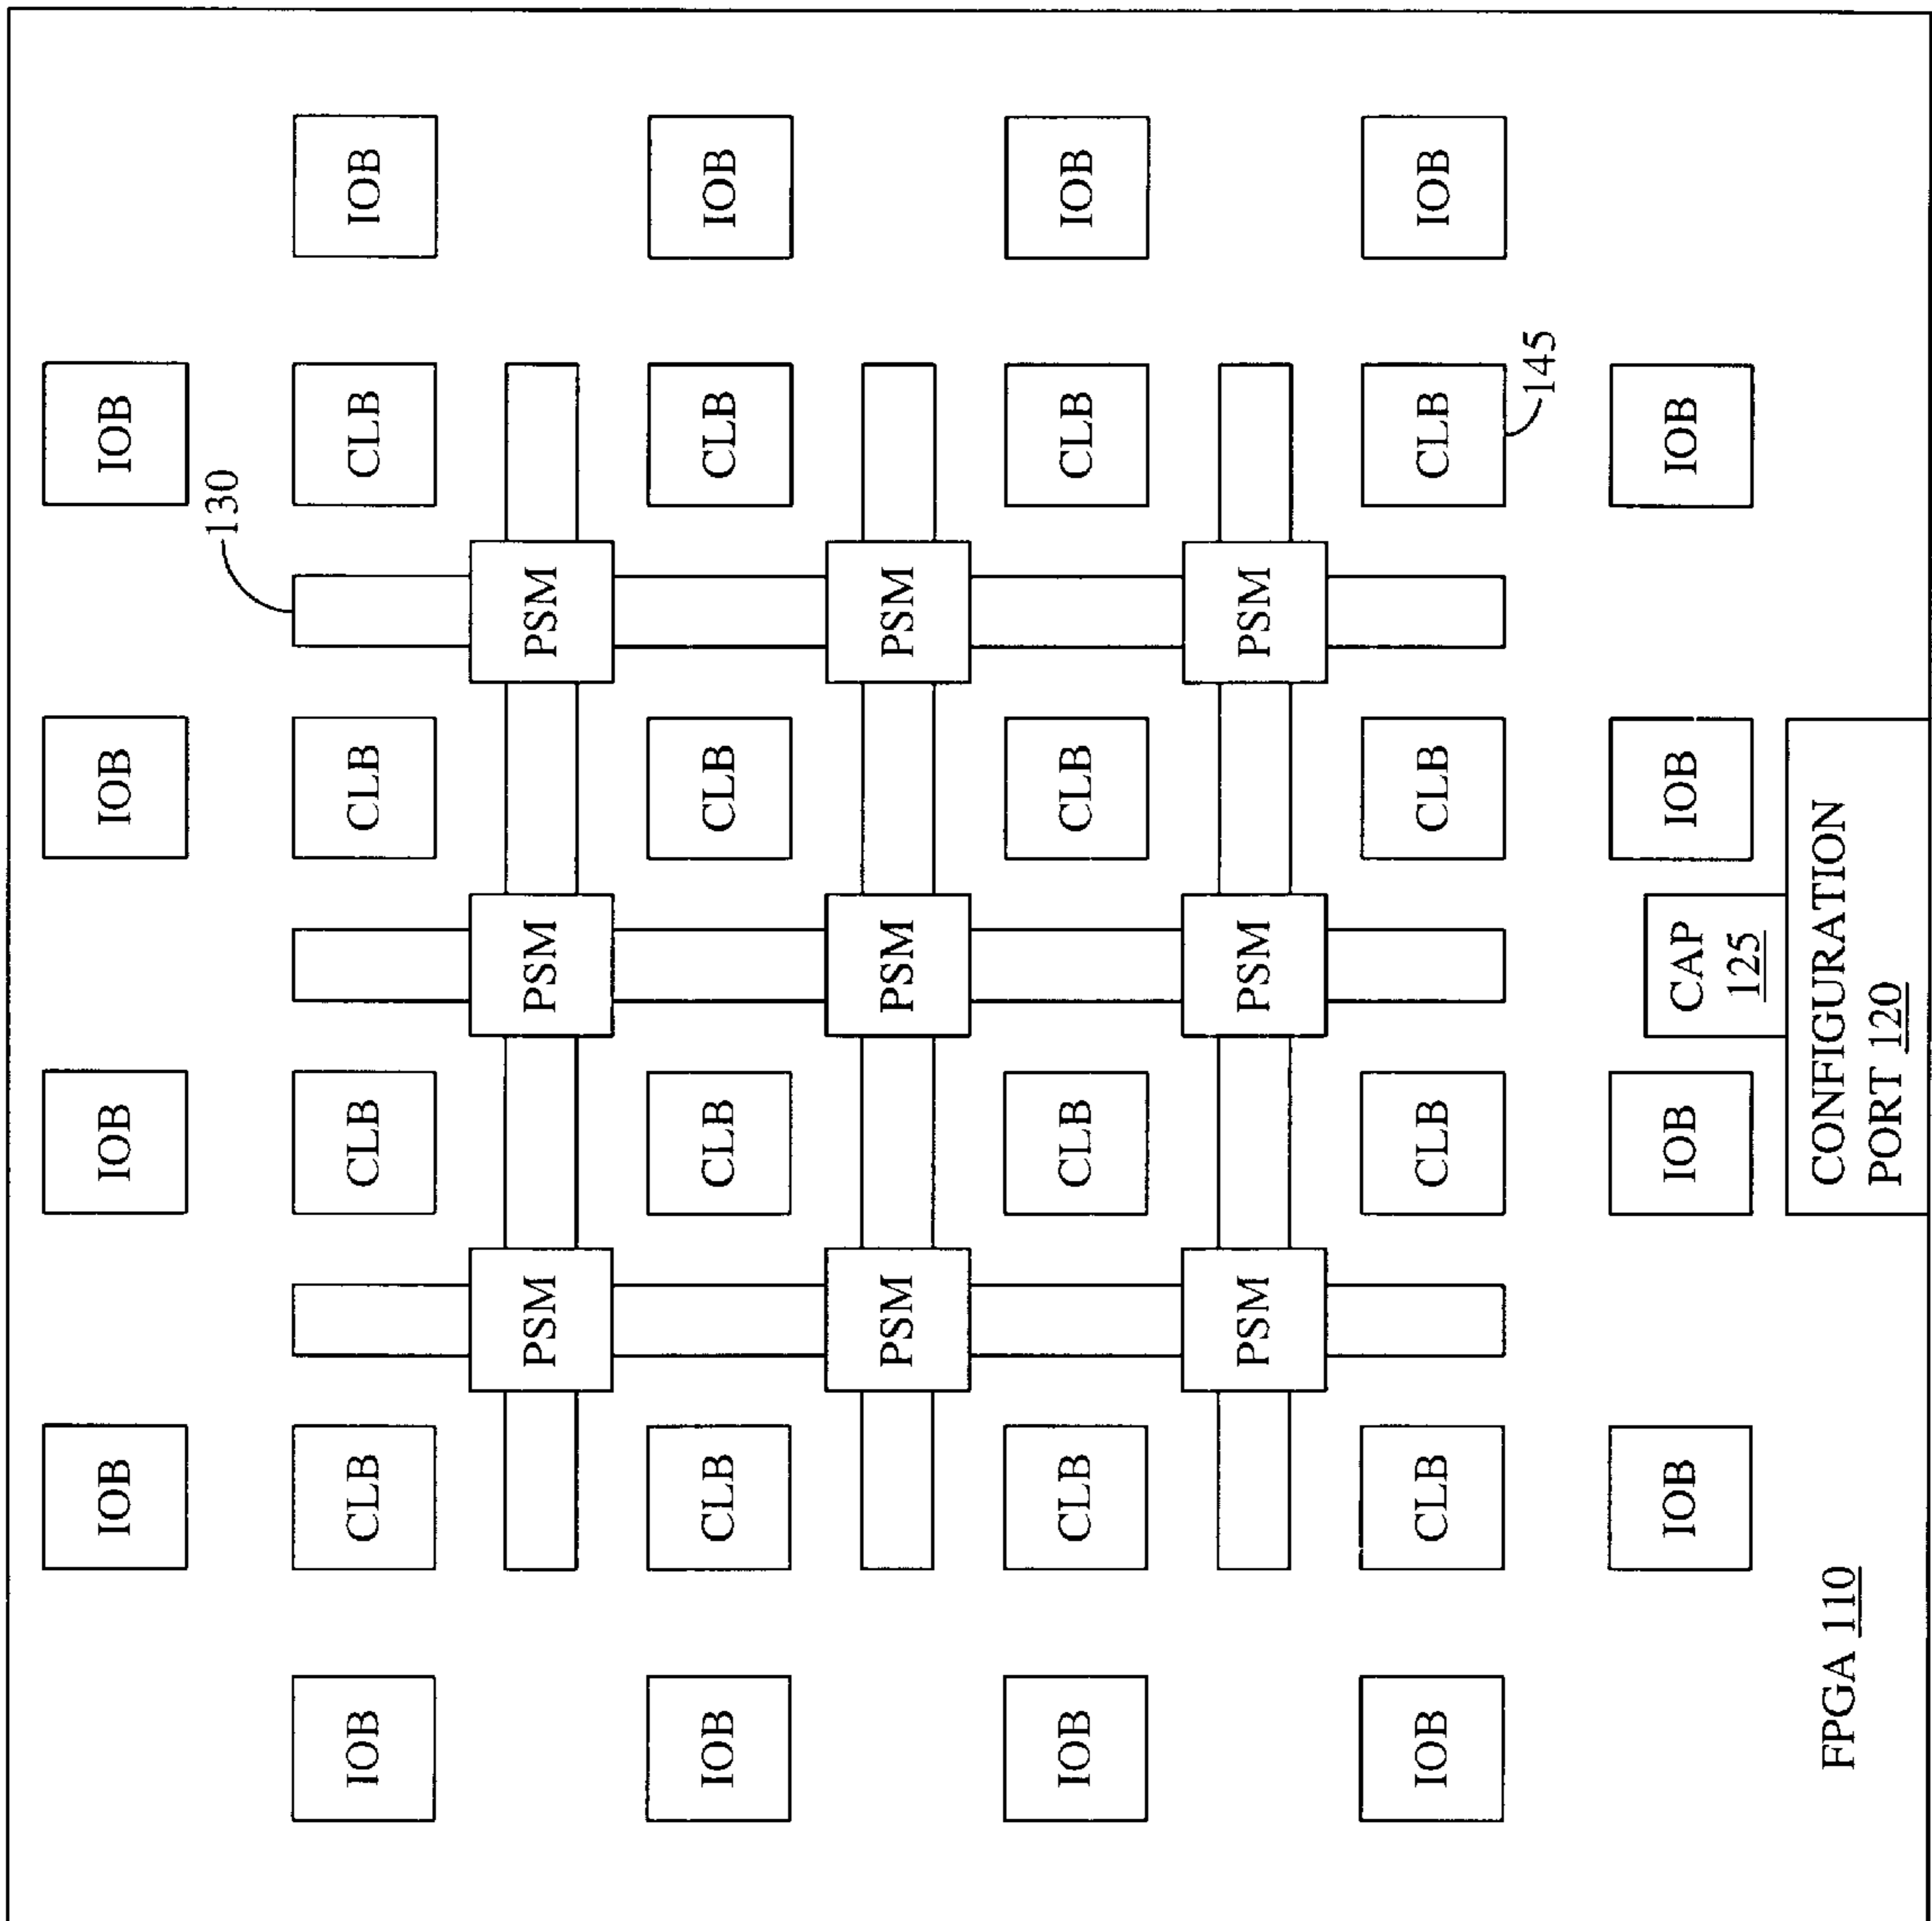 IOB IOB IOB IOB
130
IOB CLB CLB CLB CLB IOB
PSM PSM PSM
IOB CLB CLB CLB CLB IOB
PSM PSM PSM
IOB CLB CLB CLB CLB IOB
PSM PSM PSM
IOB CLB CLB CLB CLB IOB
145
IOB IOB CAP IOB IOB
125
FPGA 110
CONFIGURATION
PORT 120